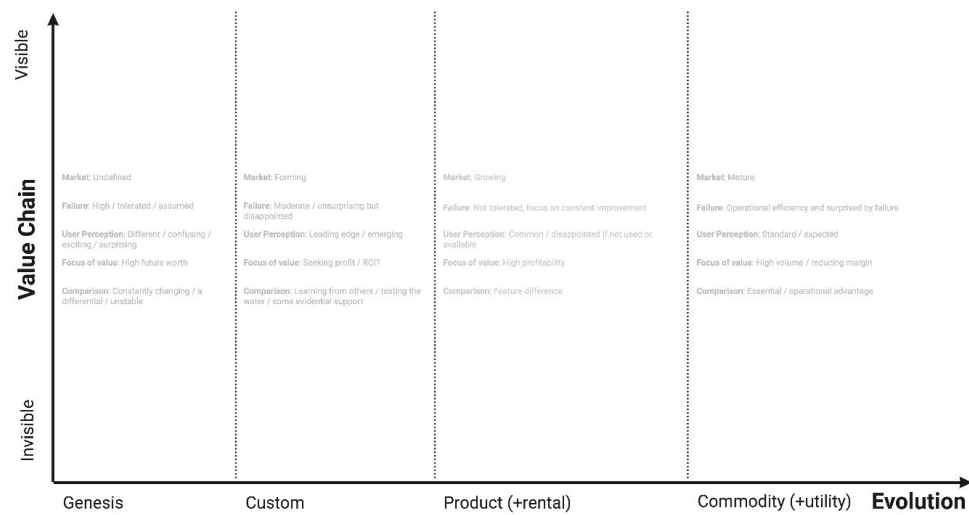 Visible
Value Chain
Invisible
Market: Undefined
Failure: High / tolerated / assumed
User Perception: Different / confusing /
exciting / surprising
Focus of value: High future worth
Comparison: Constantly changing / a
differential / unstable
Market: Forming
Failure: Moderate / unsurprising but
disappointed
User Perception: Leading edge / emerging
Focus of value: Seeking profit / ROI?
Comparison: Learning from others / testing the
water / some evidential support
Market: Growing
Failure: Not tolerated, focus on constant improvement
User Perception: Common / disappointed if not used or
available
Focus of value: High profitability
Comparison: Feature difference
Market: Mature
Failure: Operational efficiency and surprised by failure
User Perception: Standard / expected
Focus of value: High volume / reducing margin
Comparison: Essential / operational advantage
Genesis
Custom
Product (+rental)
Commodity (+utility)
Evolution